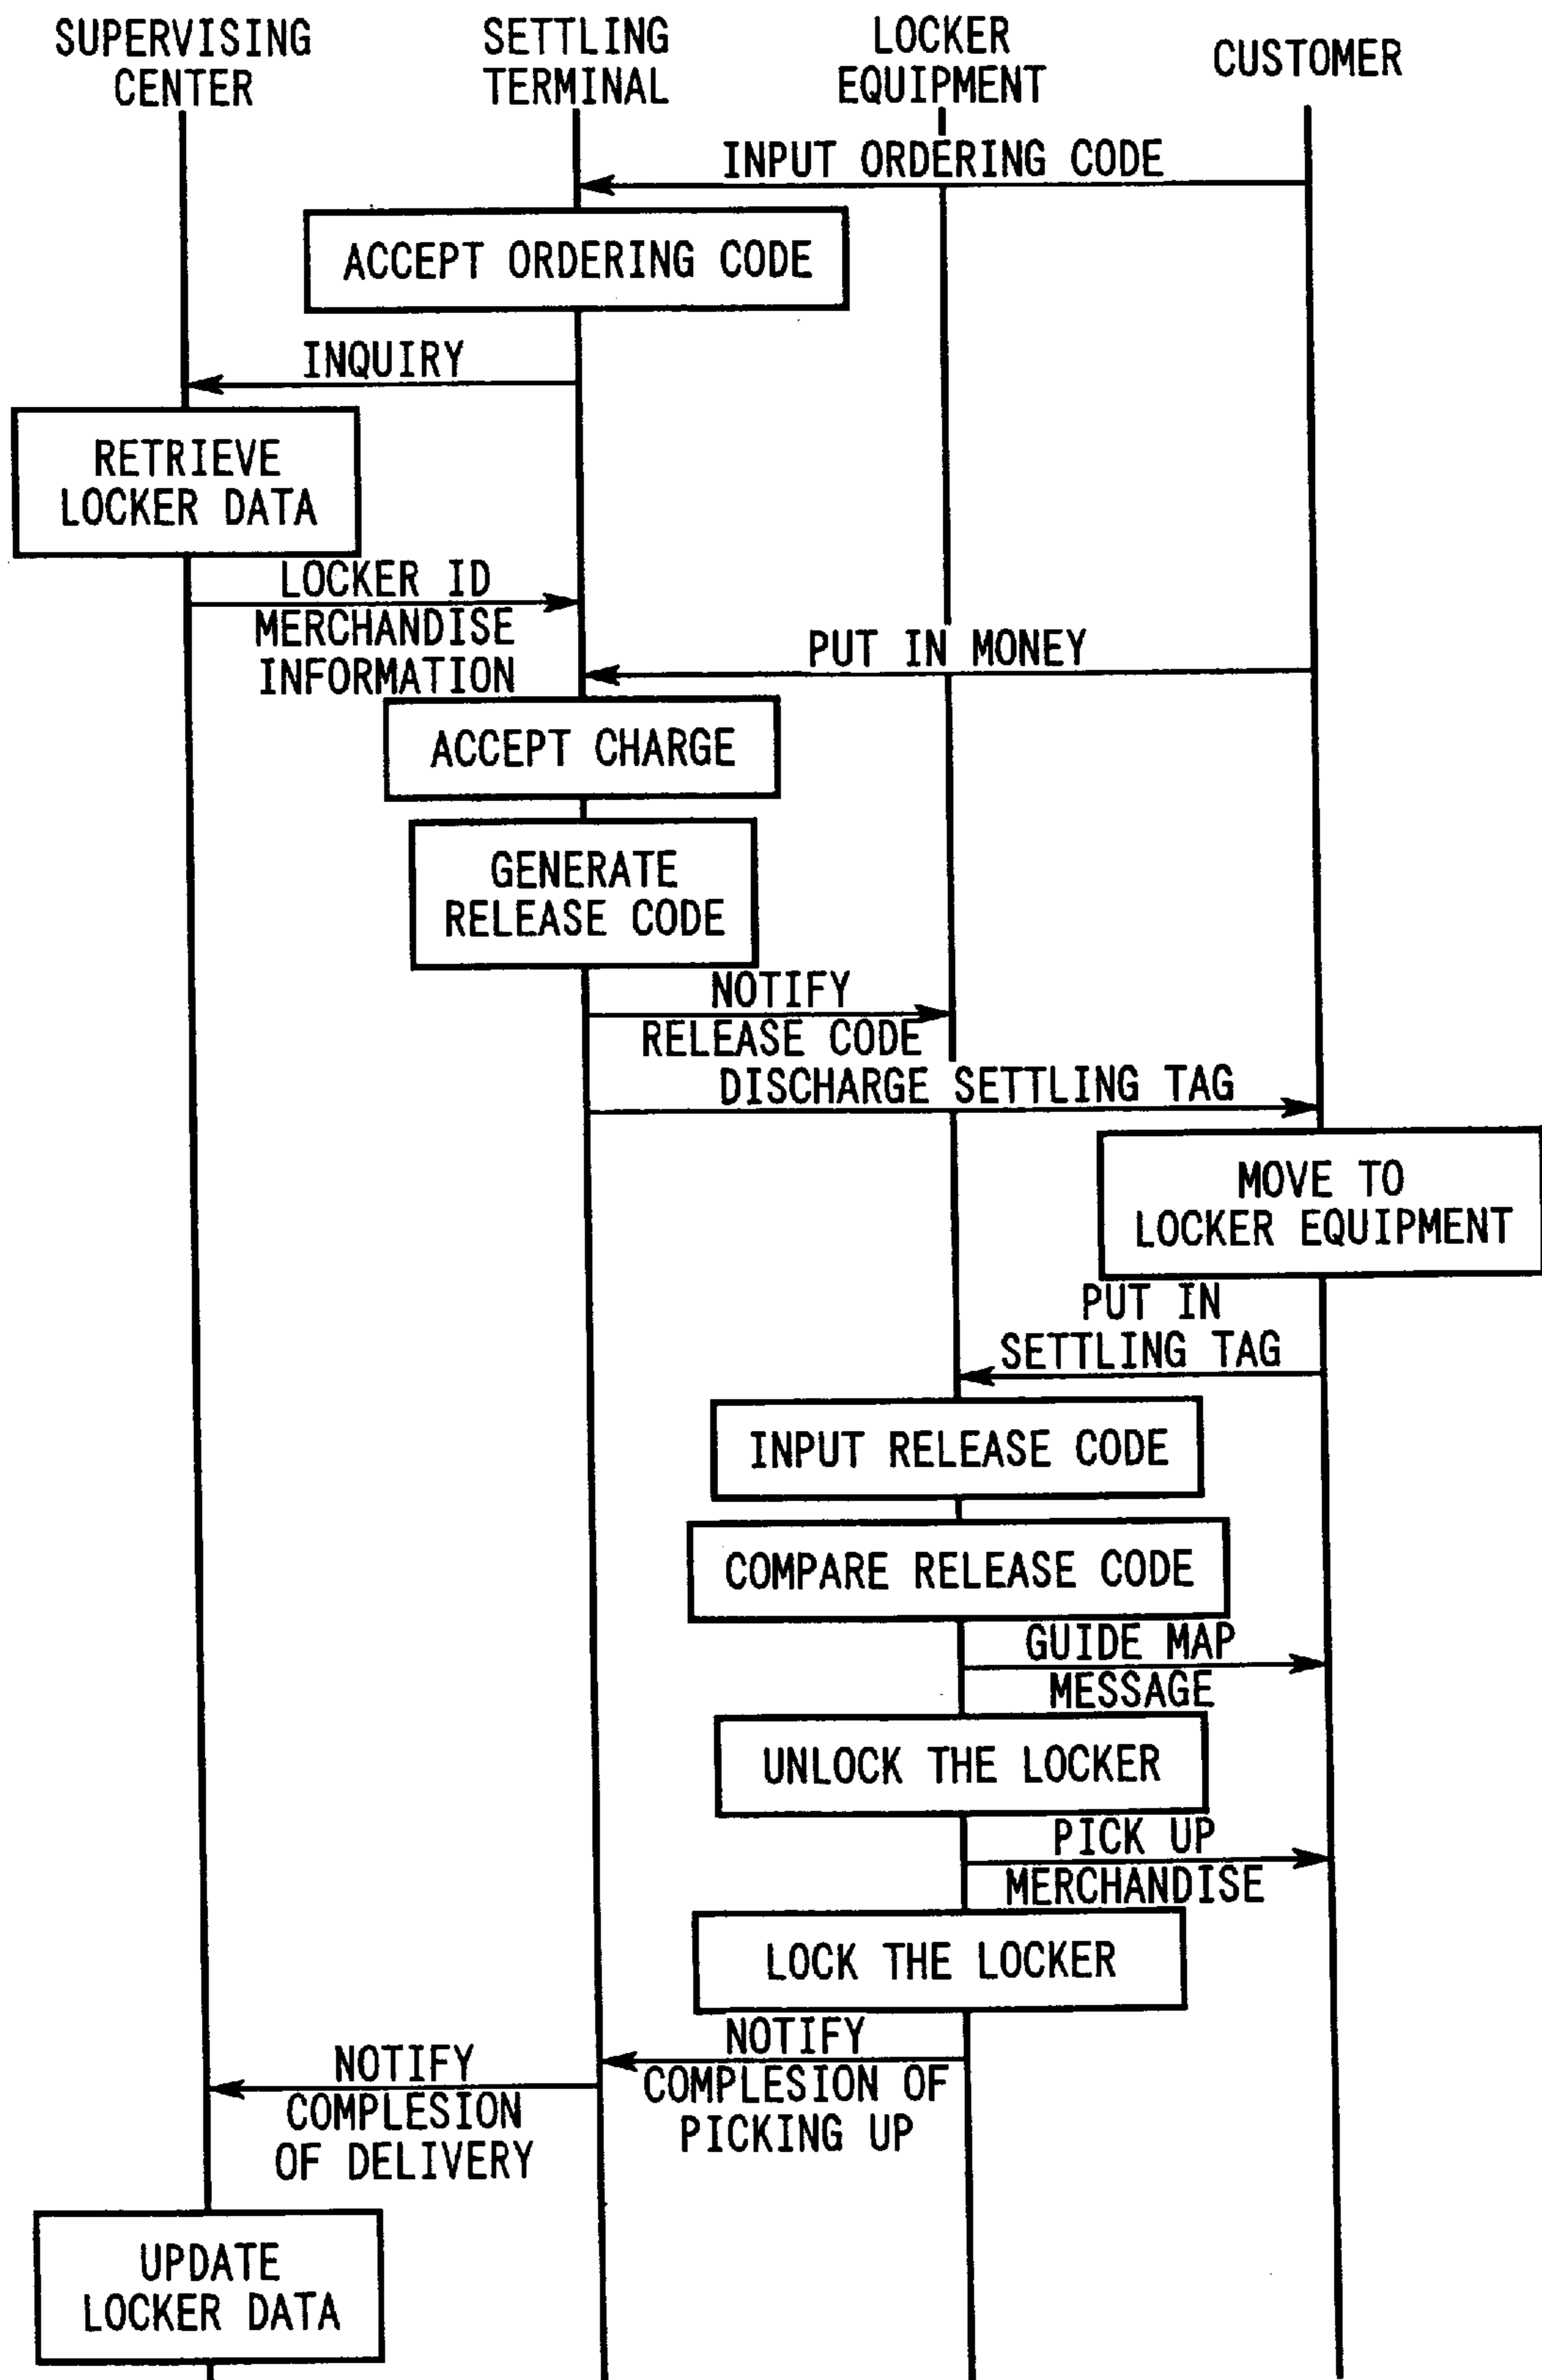 SUPERVISING
CENTER
SETTLING
TERMINAL
LOCKER
EQUIPMENT
CUSTOMER
INPUT ORDERING CODE
ACCEPT ORDERING CODE
INQUIRY
RETRIEVE
LOCKER DATA
LOCKER ID
MERCHANDISE
INFORMATION
PUT IN MONEY
ACCEPT CHARGE
GENERATE
RELEASE CODE
NOTIFY
RELEASE CODE
DISCHARGE SETTLING TAG
MOVE TO
LOCKER EQUIPMENT
PUT IN
SETTLING TAG
INPUT RELEASE CODE
COMPARE RELEASE CODE
GUIDE MAP
MESSAGE
UNLOCK THE LOCKER
PICK UP
MERCHANDISE
LOCK THE LOCKER
NOTIFY
COMPLESION OF
PICKING UP
NOTIFY
COMPLESION
OF DELIVERY
UPDATE
LOCKER DATA